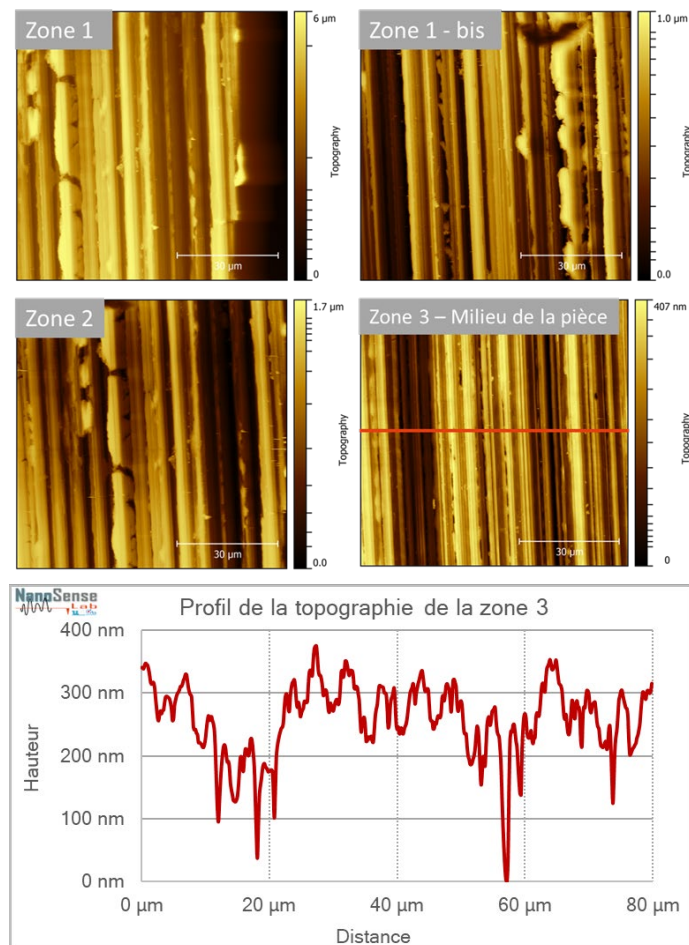 Zone 1
6 µm
Topography
0
30 µm
Zone 1 - bis
1.0 µm
Topography
0.0
30 µm
Zone 2
1.7 µm
Topography
0.0
30 µm
Zone 3 – Milieu de la pièce
407 nm
Topography
0
30 µm
NanoSense
Lab
Profil de la topographie de la zone 3
400 nm
300 nm
200 nm
100 nm
0 nm
Hauteur
0 µm
20 µm
40 µm
60 µm
80 µm
Distance